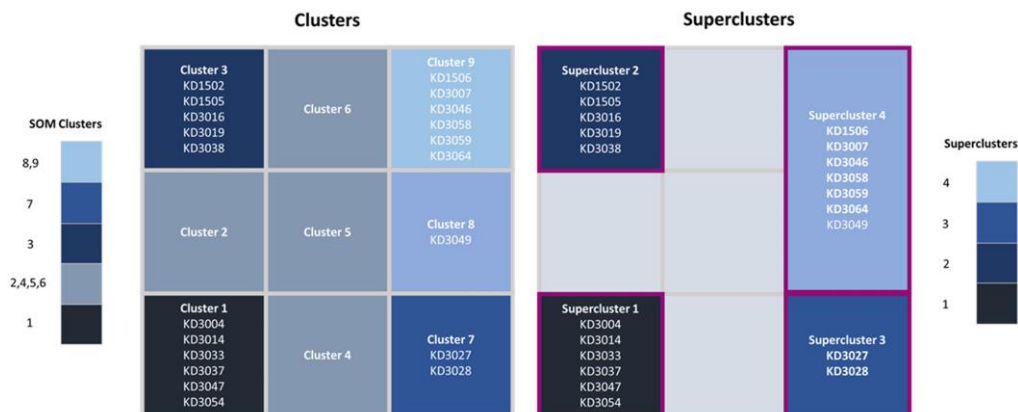 Clusters
Superclusters
SOM Clusters
8,9
7
3
2,4,5,6
1
Cluster 3
KD1502
KD1505
KD3016
KD3019
KD3038
Cluster 6
Cluster 9
KD1506
KD3007
KD3046
KD3058
KD3059
KD3064
Cluster 2
Cluster 5
Cluster 8
KD3049
Cluster 1
KD3004
KD3014
KD3033
KD3037
KD3047
KD3054
Cluster 4
Cluster 7
KD3027
KD3028
Supercluster 2
KD1502
KD1505
KD3016
KD3019
KD3038
Supercluster 4
KD1506
KD3007
KD3046
KD3058
KD3059
KD3064
KD3049
Supercluster 1
KD3004
KD3014
KD3033
KD3037
KD3047
KD3054
Supercluster 3
KD3027
KD3028
Superclusters
4
3
2
1